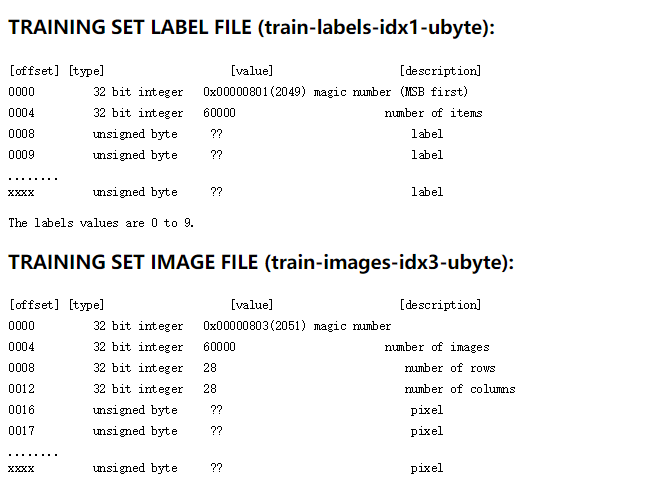 TRAINING SET LABEL FILE (train-labels-idx1-ubyte):
[offset] [type] [value] [description]
0000 32 bit integer 0x00000801(2049) magic number (MSB first)
0004 32 bit integer 60000 number of items
0008 unsigned byte ?? label
0009 unsigned byte ?? label
........
xxxx unsigned byte ?? label
The labels values are 0 to 9.
TRAINING SET IMAGE FILE (train-images-idx3-ubyte):
[offset] [type] [value] [description]
0000 32 bit integer 0x00000803(2051) magic number
0004 32 bit integer 60000 number of images
0008 32 bit integer 28 number of rows
0012 32 bit integer 28 number of columns
0016 unsigned byte ?? pixel
0017 unsigned byte ?? pixel
........
xxxx unsigned byte ?? pixel